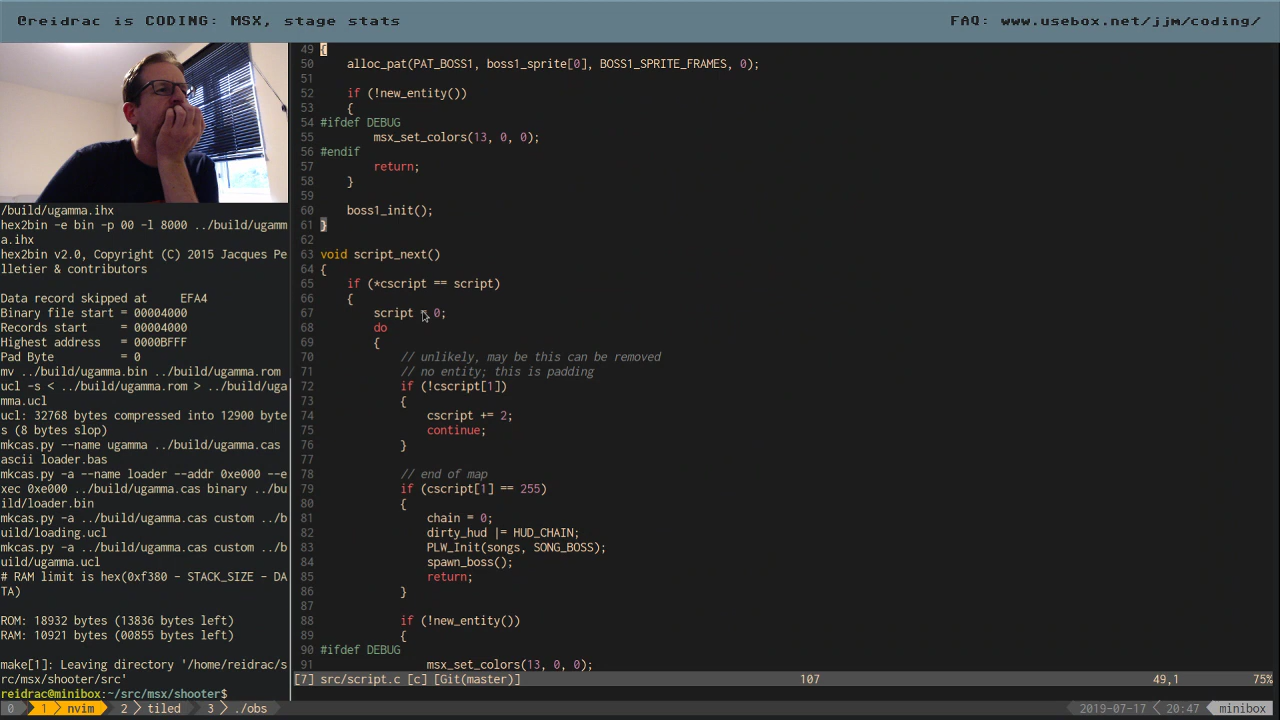 @reidrac is CODING: MSX, stage stats
FAQ: www.usebox.net/jjm/coding/
/build/ugamma.ihx
hex2bin -e bin -p 00 -l 8000 ../build/ugamm
a.ihx
hex2bin v2.0, Copyright (C) 2015 Jacques Pe
lletier & contributors
Data record skipped at     EFA4
Binary file start = 00004000
Records start     = 00004000
Highest address   = 0000BFFF
Pad Byte          = 0
mv ../build/ugamma.bin ../build/ugamma.rom
ucl -s < ../build/ugamma.rom > ../build/uga
mma.ucl
ucl: 32768 bytes compressed into 12900 byte
s (8 bytes slop)
mkcas.py --name ugamma ../build/ugamma.cas
ascii loader.bas
mkcas.py -a --name loader --addr 0xe000 --e
xec 0xe000 ../build/ugamma.cas binary ../bu
ild/loader.bin
mkcas.py -a ../build/ugamma.cas custom ../b
uild/loading.ucl
mkcas.py -a ../build/ugamma.cas custom ../b
uild/ugamma.ucl
# RAM limit is hex(0xf380 - STACK_SIZE - DA
TA)
ROM: 18932 bytes (13836 bytes left)
RAM: 10921 bytes (00855 bytes left)
make[1]: Leaving directory '/home/reidrac/s
rc/msx/shooter/src'
reidrac@minibox:~/src/msx/shooter$
49 {
50     alloc_pat(PAT_BOSS1, boss1_sprite[0], BOSS1_SPRITE_FRAMES, 0);
51
52     if (!new_entity())
53     {
54 #ifdef DEBUG
55         msx_set_colors(13, 0, 0);
56 #endif
57         return;
58     }
59
60     boss1_init();
61 }
62
63 void script_next()
64 {
65     if (*cscript == script)
66     {
67         script = 0;
68         do
69         {
70             // unlikely, may be this can be removed
71             // no entity; this is padding
72             if (!cscript[1])
73             {
74                 cscript += 2;
75                 continue;
76             }
77
78             // end of map
79             if (cscript[1] == 255)
80             {
81                 chain = 0;
82                 dirty_hud |= HUD_CHAIN;
83                 PLW_Init(songs, SONG_BOSS);
84                 spawn_boss();
85                 return;
86             }
87
88             if (!new_entity())
89             {
90 #ifdef DEBUG
91                 msx_set_colors(13, 0, 0);
[7] src/script.c [c] [Git(master)] 107 49,1 75%
0 1 nvim 2 tiled 3 ./obs 2019-07-17 20:47 minibox